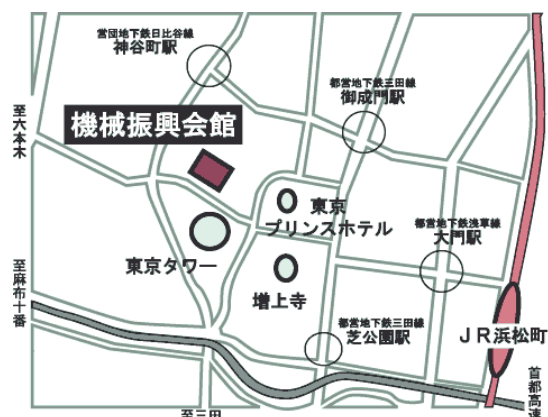 営団地下鉄日比谷線
神谷町駅
都営地下鉄三田線
御成門駅
機械振興会館
至六本木
東京
プリンスホテル
都営地下鉄浅草線
大門駅
東京タワー
増上寺
至麻布十番
都営地下鉄三田線
芝公園駅
JR浜松町
首都高速
至三田